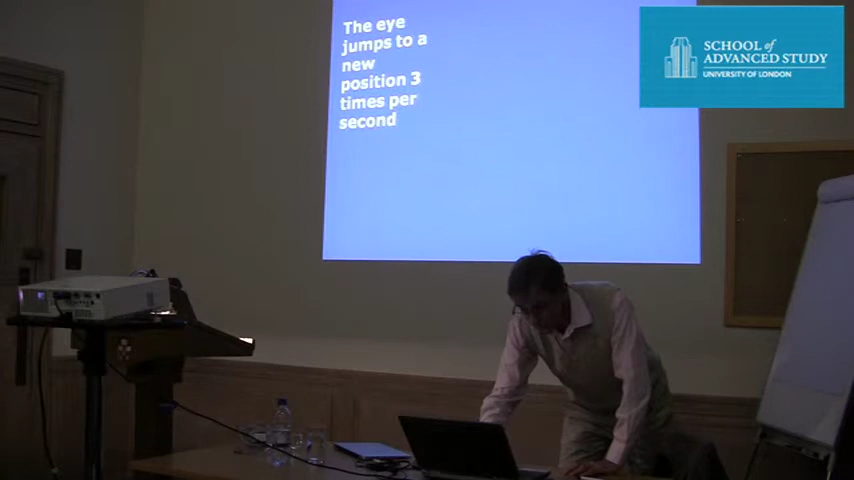 The eye
jumps to a
new
position 3
times per
second
SCHOOL of
ADVANCED STUDY
UNIVERSITY OF LONDON